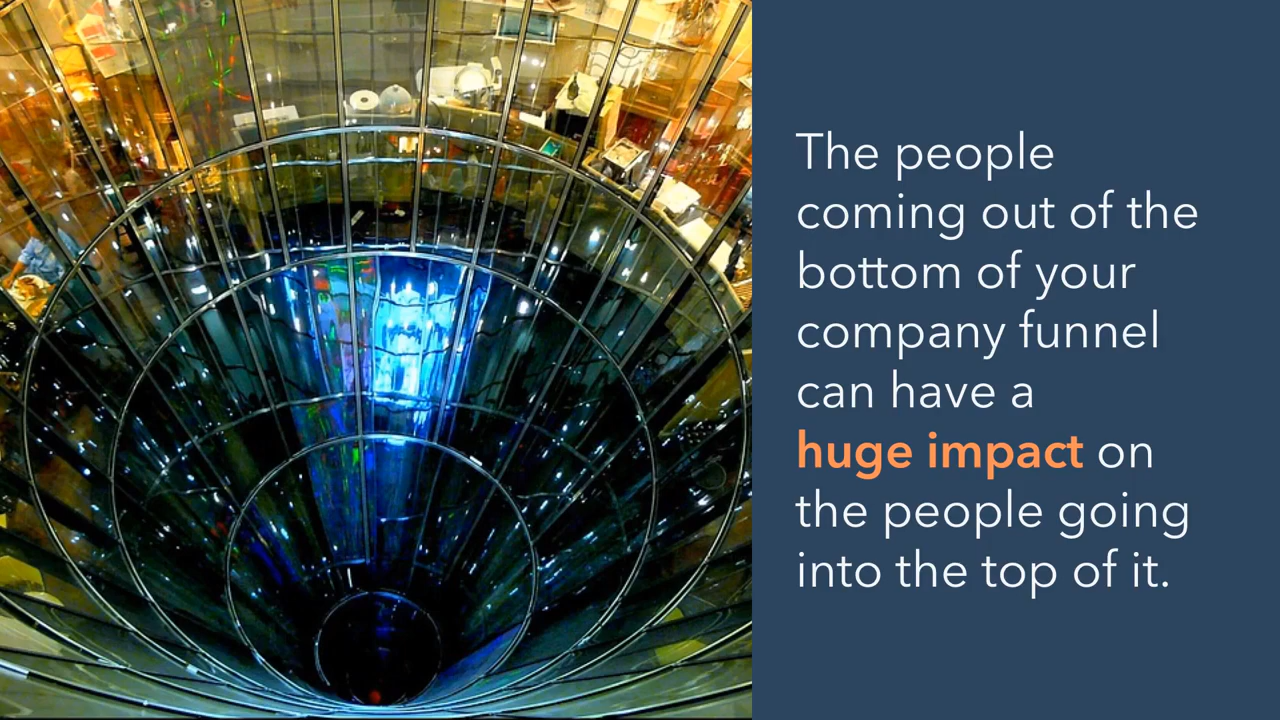 The people
coming out of the
bottom of your
company funnel
can have a
huge impact on
the people going
into the top of it.